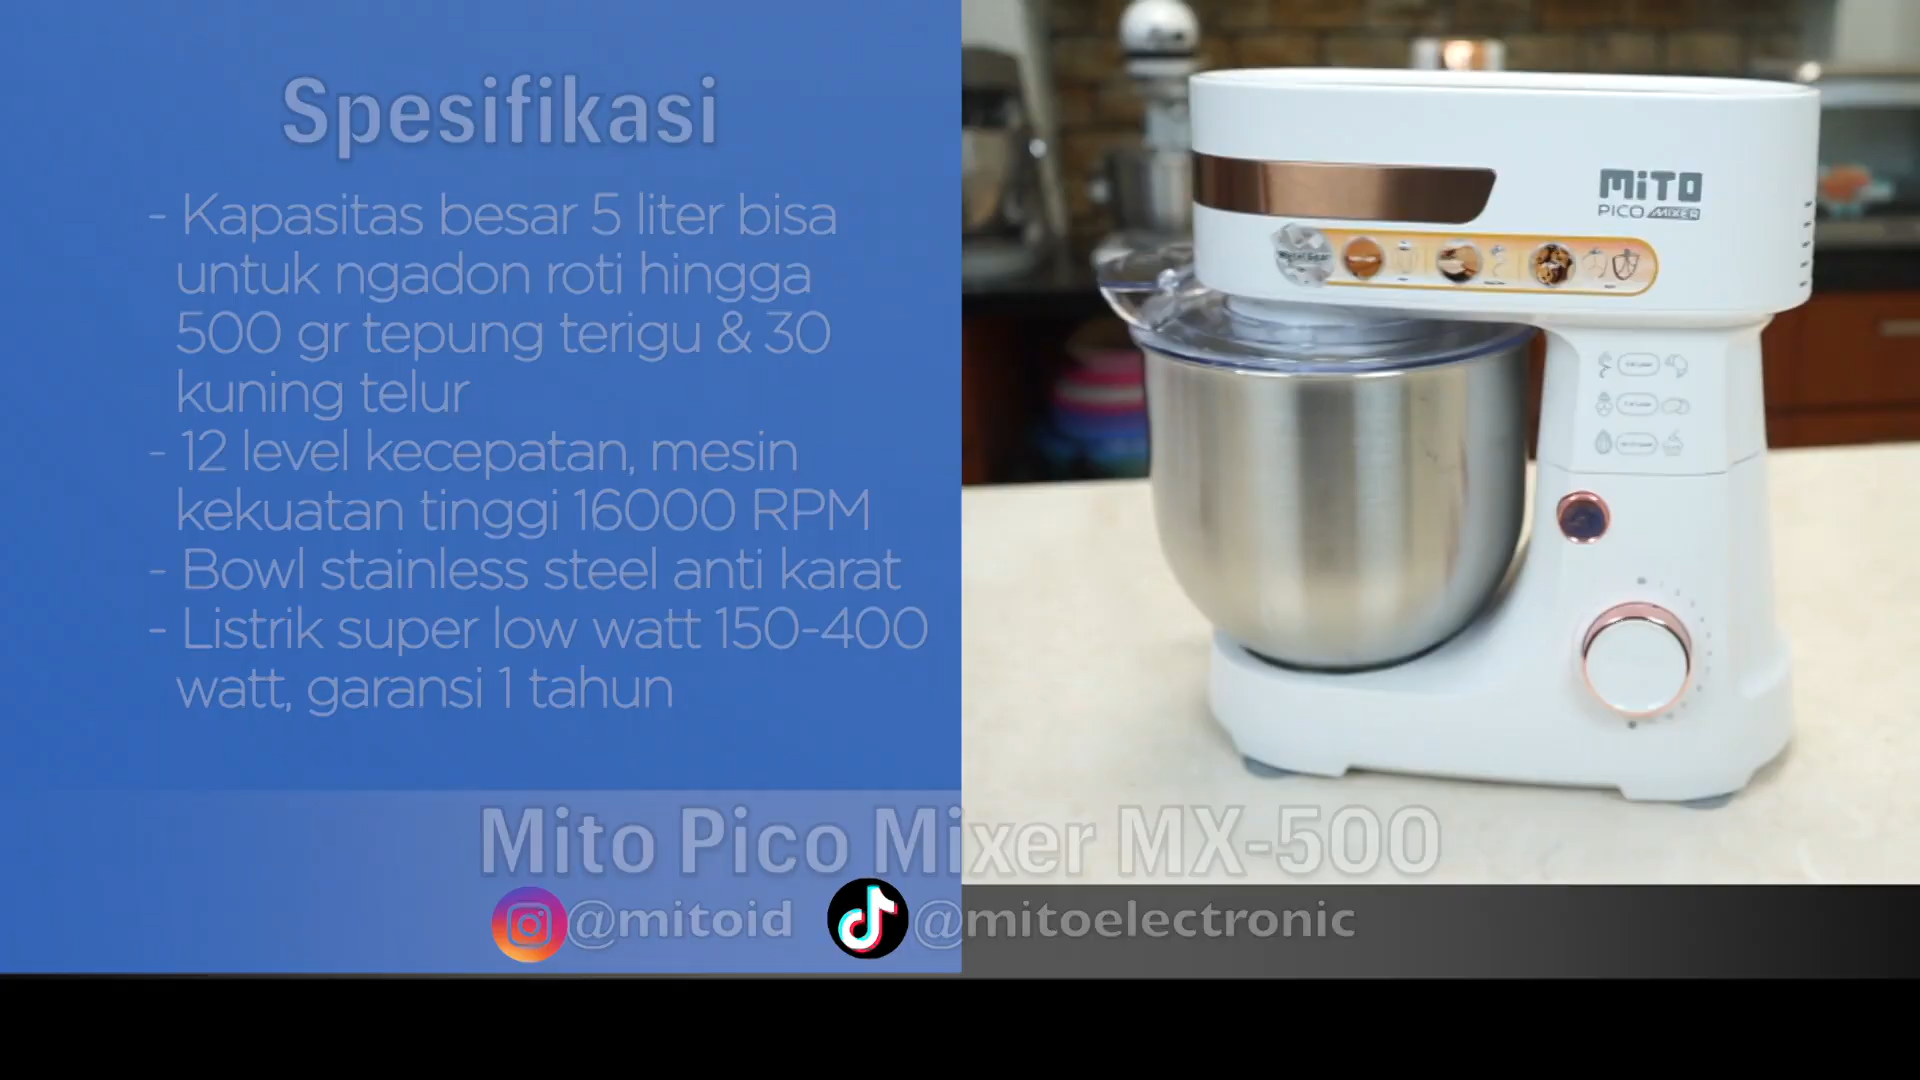 Spesifikasi
- Kapasitas besar 5 liter bisa
untuk ngadon roti hingga
500 gr tepung terigu & 30
kuning telur
- 12 level kecepatan, mesin
kekuatan tinggi 16000 RPM
- Bowl stainless steel anti karat
- Listrik super low watt 150-400
watt, garansi 1 tahun
MiTO
PICO MIXER
Metal Gear
Mito Pico Mixer MX-500
@mitoid @mitoelectronic